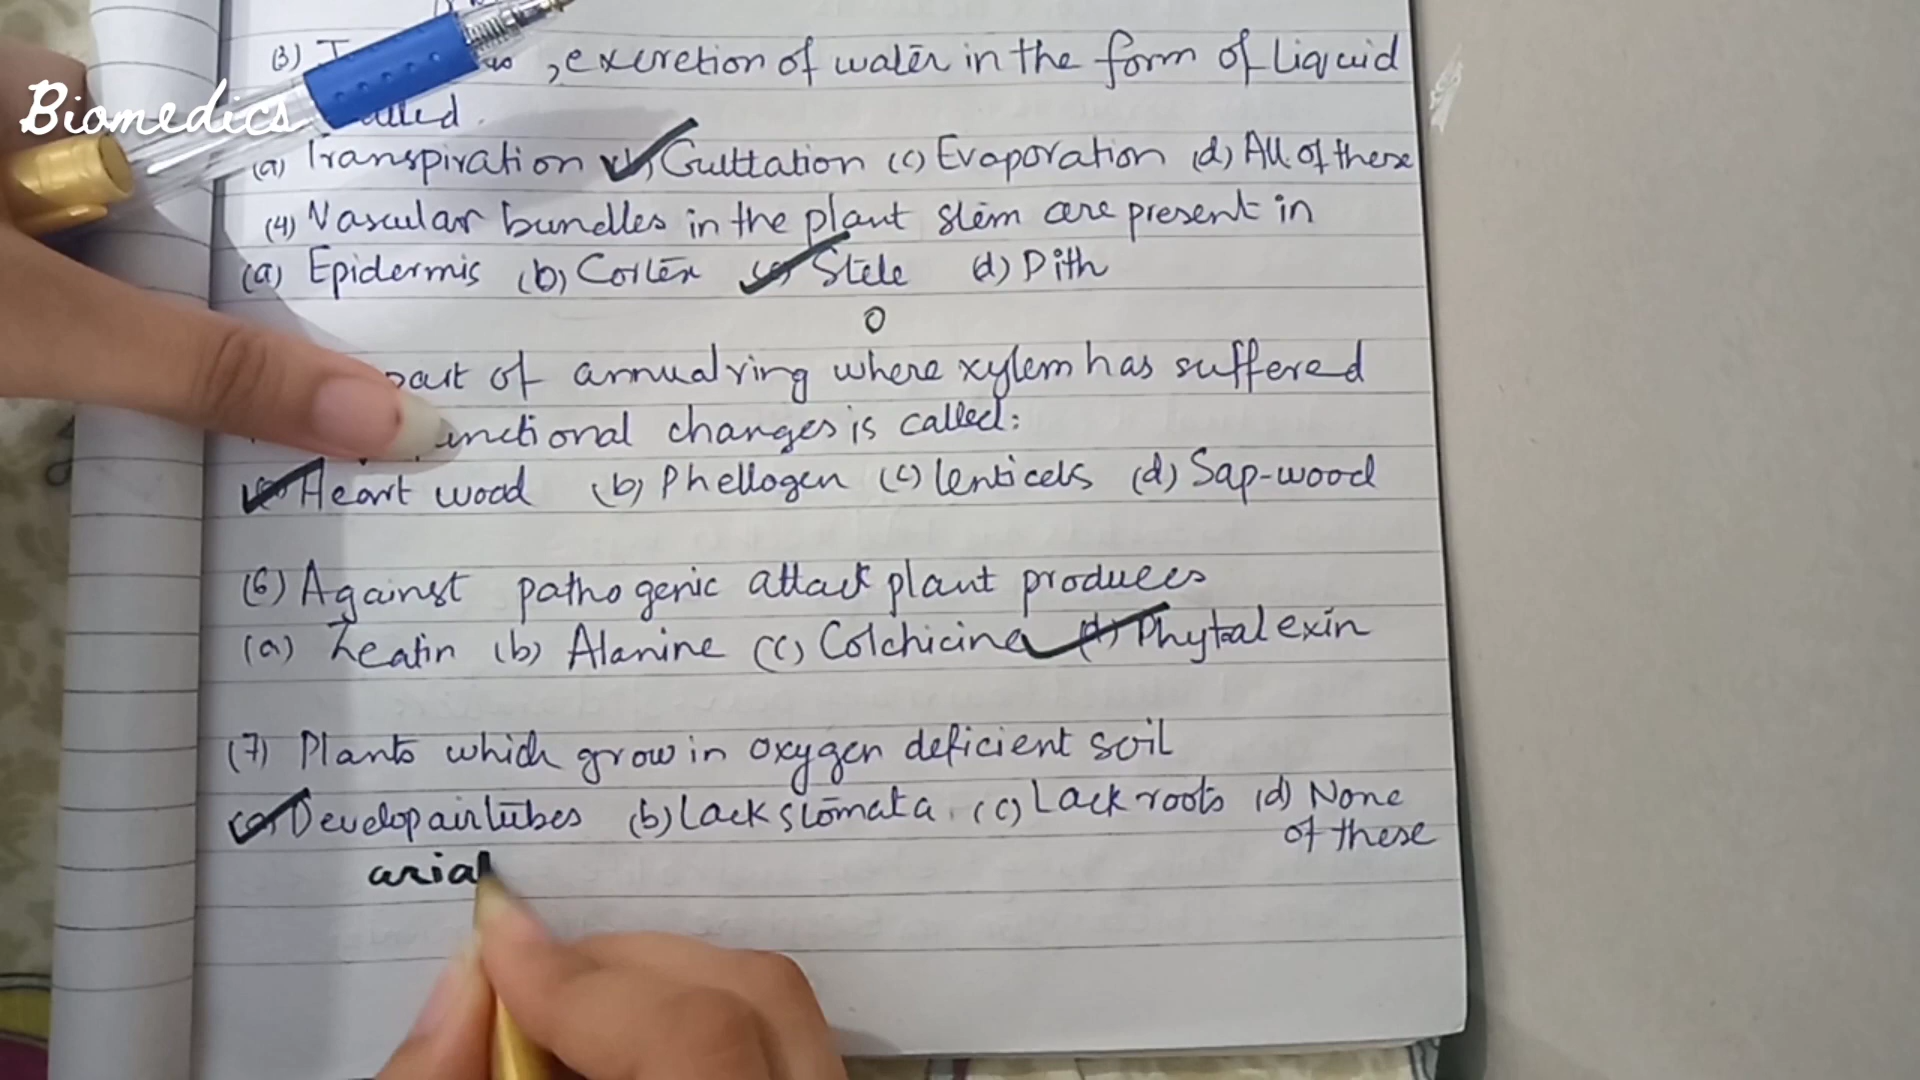 Biomedics
(3) , excretion of water in the form of Liquid
called.
(a) Transpiration (b) Guttation (c) Evaporation (d) All of these
(4) Vascular bundles in the plant stem are present in
(a) Epidermis (b) Cortex (c) Stele (d) Pith
part of annual ring where xylem has suffered
functional changes is called:
(a) Heart wood (b) Phellogen (c) lenticels (d) Sap-wood
(6) Against pathogenic attack plant produces
(a) Zeatin (b) Alanine (c) Colchicine (d) Phytalexin
(7) Plants which grow in oxygen deficient soil
(a) Develop air tubes (b) Lack stomata (c) Lack roots (d) None
of these
arial